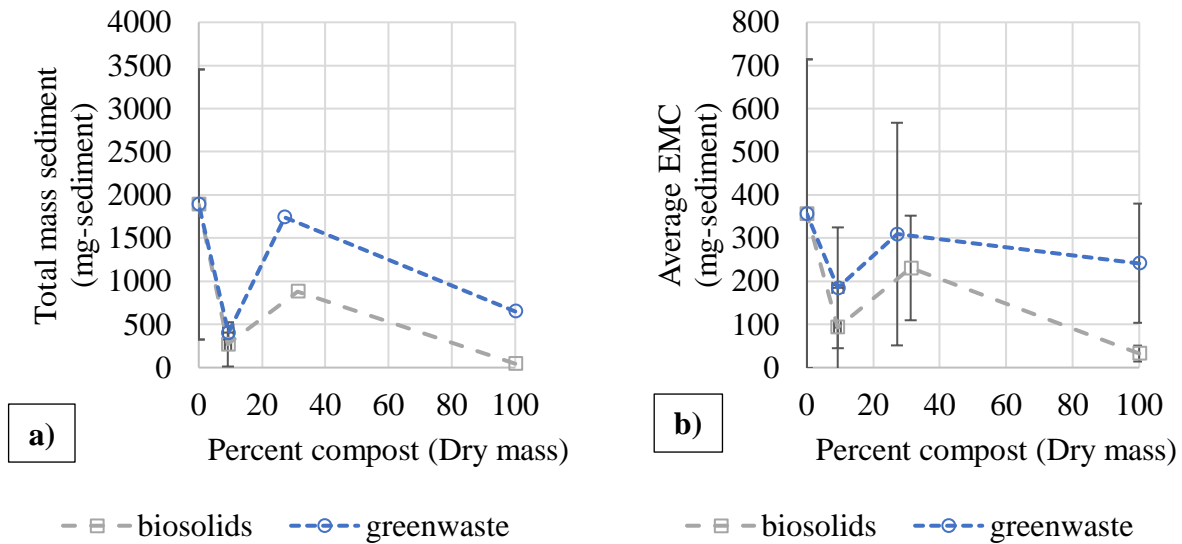 4000
3500
3000
2500
2000
1500
1000
500
0
Total mass sediment
(mg-sediment)
0 20 40 60 80 100
Percent compost (Dry mass)
a)
biosolids greenwaste
800
700
600
500
400
300
200
100
0
Average EMC
(mg-sediment)
0 20 40 60 80 100
Percent compost (Dry mass)
b)
biosolids greenwaste